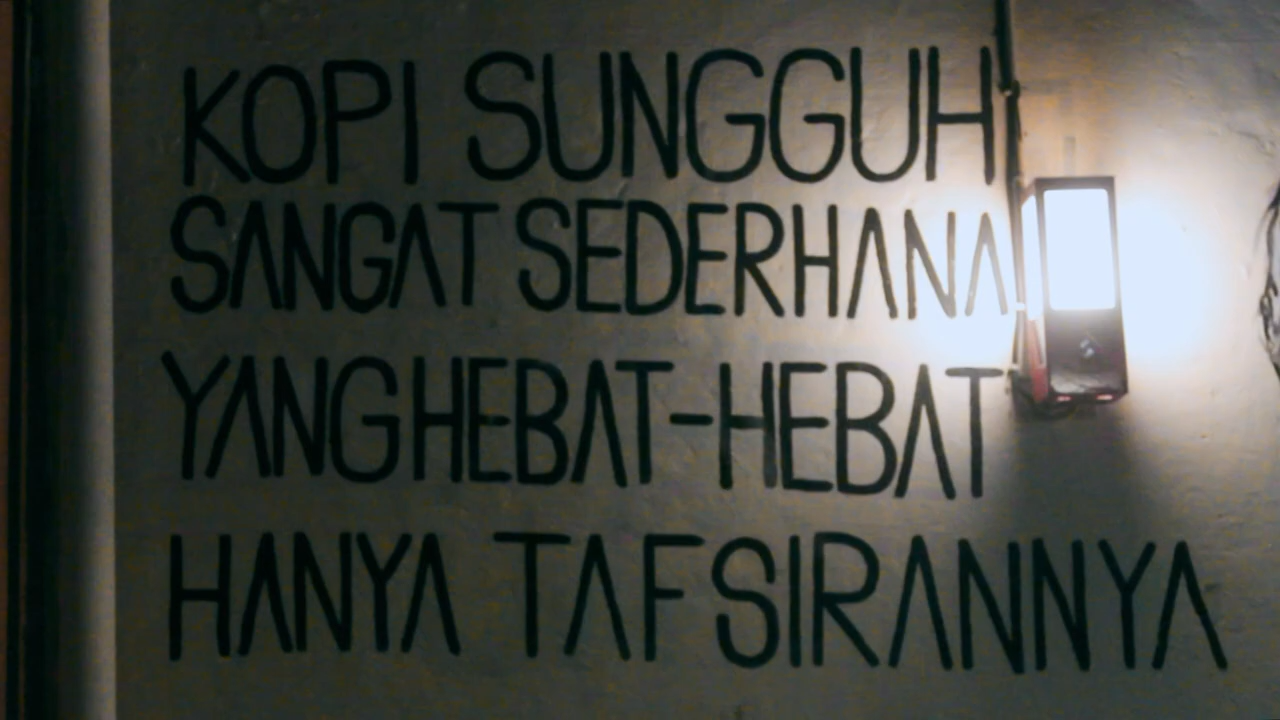 KOPI SUNGGUH
SANGAT SEDERHANA
YANG HEBAT-HEBAT
HANYA TAFSIRANNYA